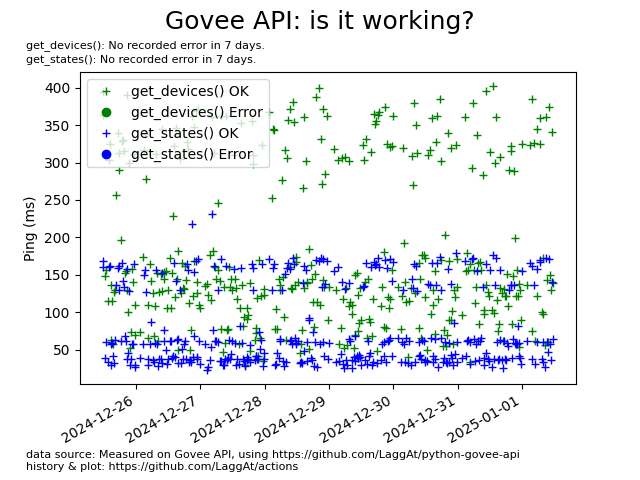 Govee API: is it working?
get_devices(): No recorded error in 7 days.
get_states(): No recorded error in 7 days.
get_devices() OK
get_devices() Error
get_states() OK
get_states() Error
Ping (ms)
400
350
300
250
200
150
100
50
2024-12-26
2024-12-27
2024-12-28
2024-12-29
2024-12-30
2024-12-31
2025-01-01
data source: Measured on Govee API, using https://github.com/LaggAt/python-govee-api
history & plot: https://github.com/LaggAt/actions